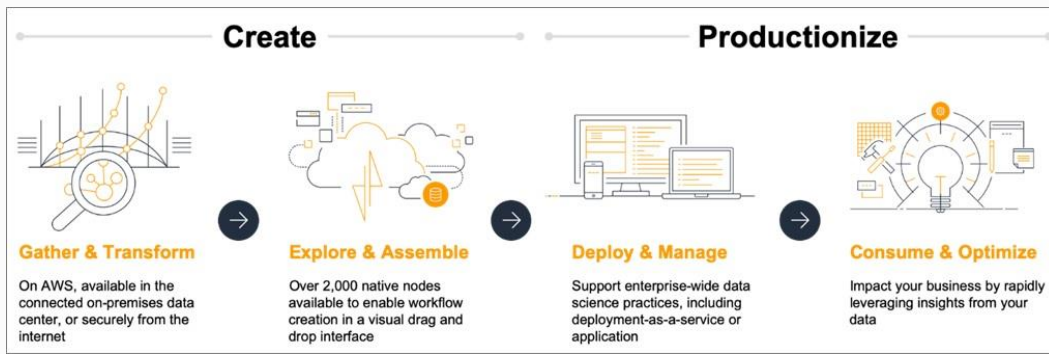 Create
Productionize
Gather & Transform
On AWS, available in the
connected on-premises data
center, or securely from the
internet
Explore & Assemble
Over 2,000 native nodes
available to enable workflow
creation in a visual drag and
drop interface
Deploy & Manage
Support enterprise-wide data
science practices, including
deployment-as-a-service or
application
Consume & Optimize
Impact your business by rapidly
leveraging insights from your
data